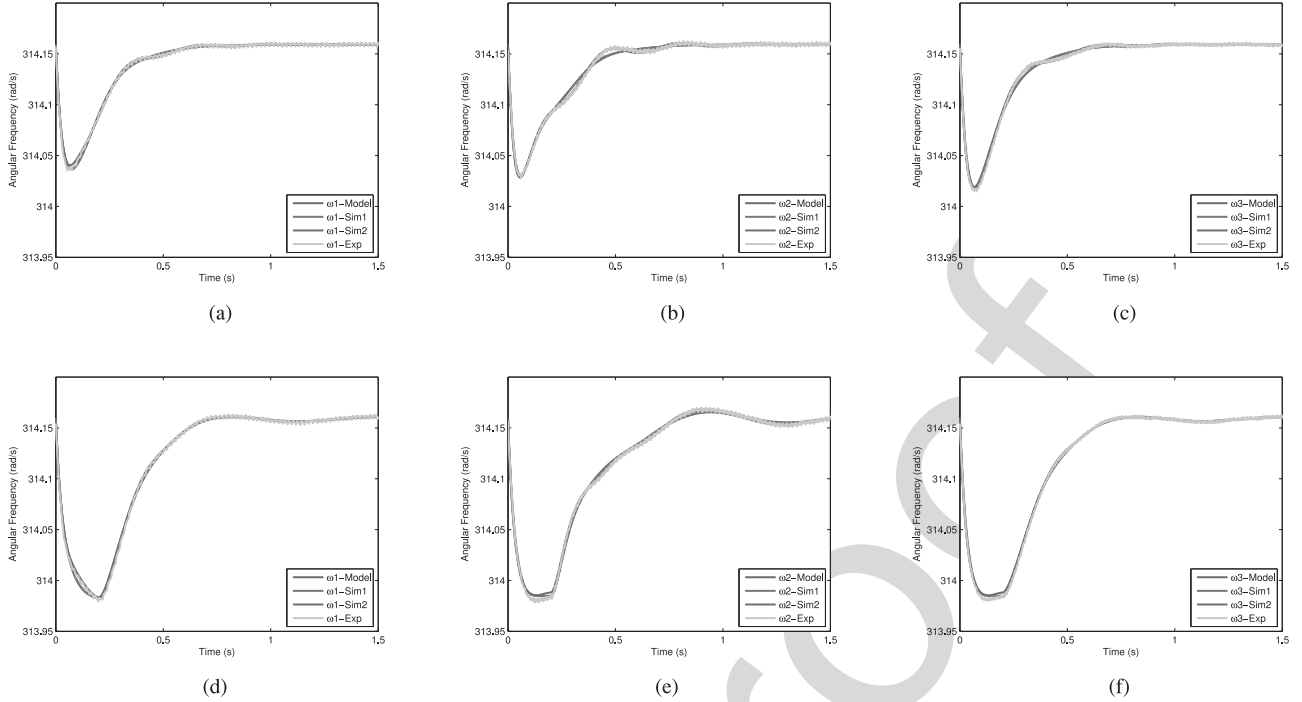 314.15
314.1
314.05
314
313.95
Angular Frequency (rad/s)
0
0.5
1
1.5
Time (s)
ω1−Model
ω1−Sim1
ω1−Sim2
ω1−Exp
(a)
314.15
314.1
314.05
314
313.95
Angular Frequency (rad/s)
0
0.5
1
1.5
Time (s)
ω2−Model
ω2−Sim1
ω2−Sim2
ω2−Exp
(b)
314.15
314.1
314.05
314
313.95
Angular Frequency (rad/s)
0
0.5
1
1.5
Time (s)
ω3−Model
ω3−Sim1
ω3−Sim2
ω3−Exp
(c)
314.15
314.1
314.05
314
313.95
Angular Frequency (rad/s)
0
0.5
1
1.5
Time (s)
ω1−Model
ω1−Sim1
ω1−Sim2
ω1−Exp
(d)
314.15
314.1
314.05
314
313.95
Angular Frequency (rad/s)
0
0.5
1
1.5
Time (s)
ω2−Model
ω2−Sim1
ω2−Sim2
ω2−Exp
(e)
314.15
314.1
314.05
314
313.95
Angular Frequency (rad/s)
0
0.5
1
1.5
Time (s)
ω3−Model
ω3−Sim1
ω3−Sim2
ω3−Exp
(f)